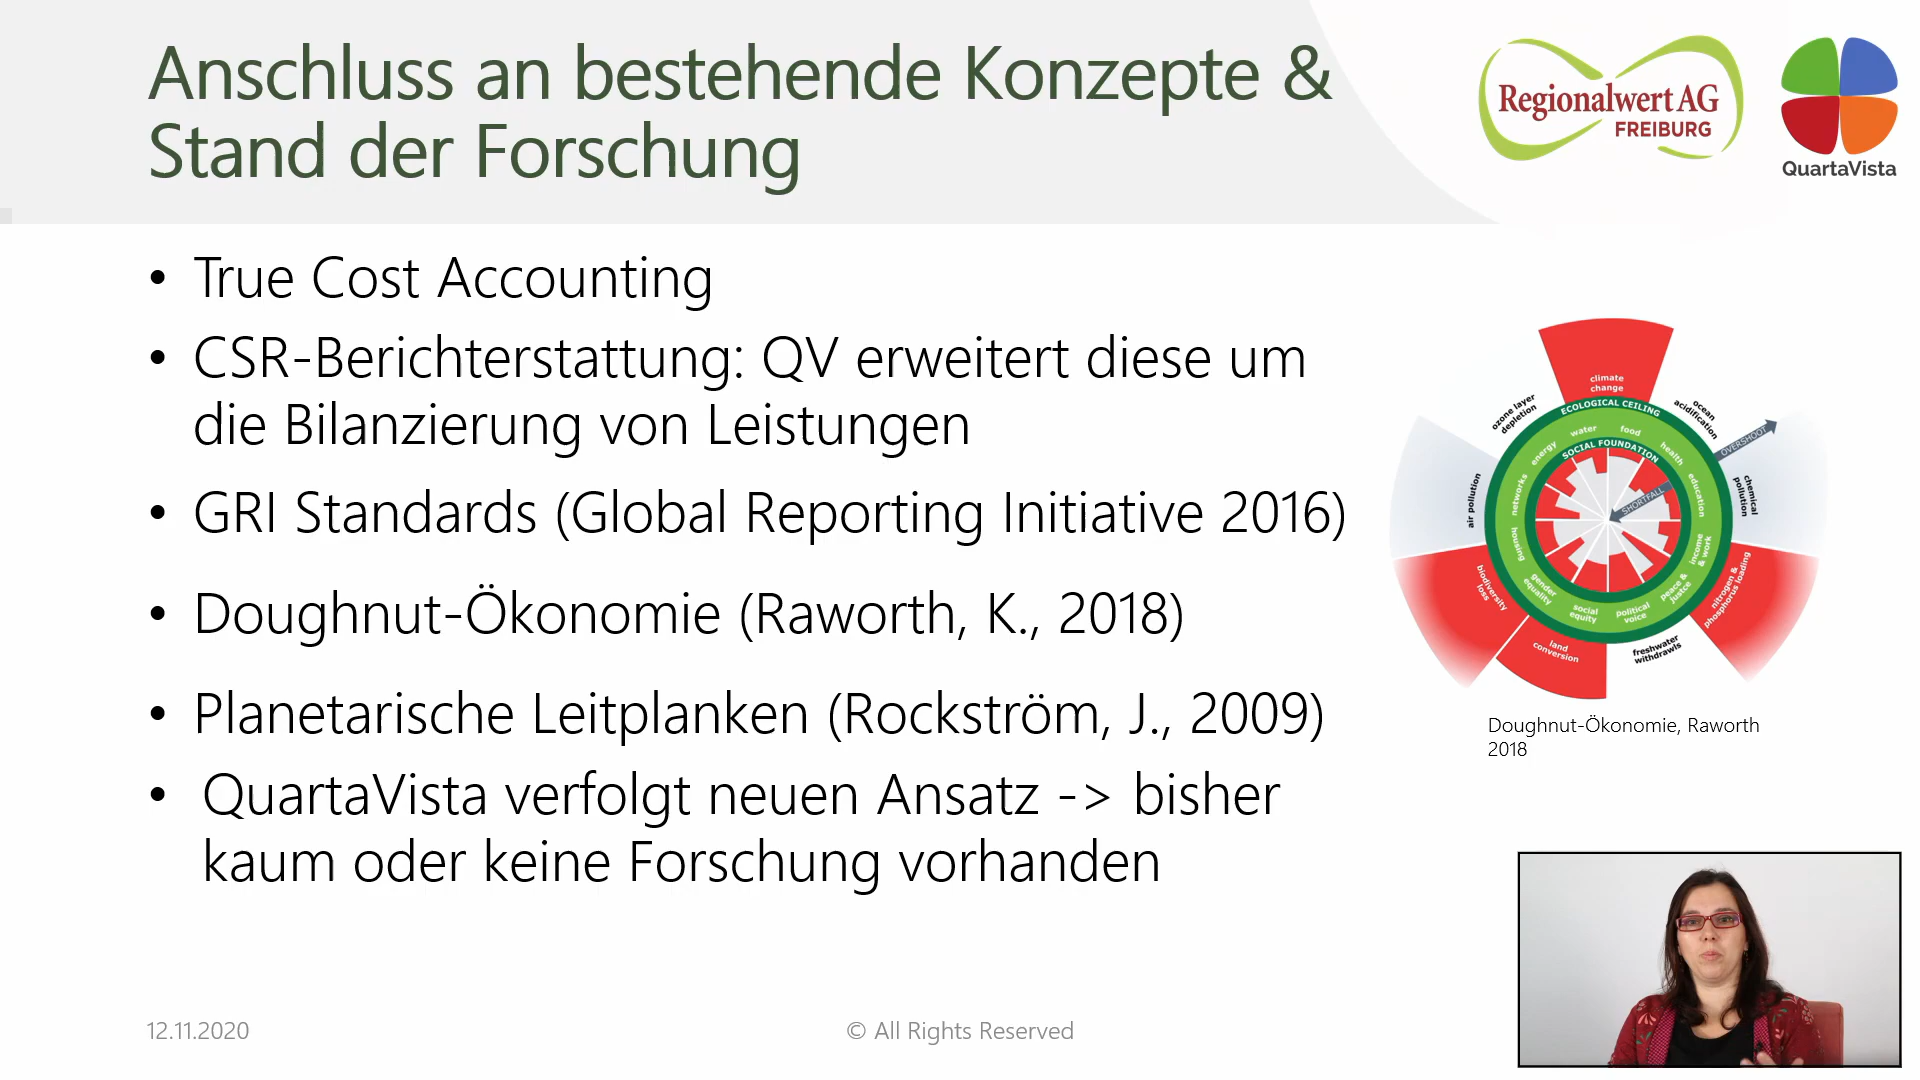 Anschluss an bestehende Konzepte &
Stand der Forschung
Regionalwert AG
FREIBURG
QuartaVista
• True Cost Accounting
• CSR-Berichterstattung: QV erweitert diese um
die Bilanzierung von Leistungen
• GRI Standards (Global Reporting Initiative 2016)
• Doughnut-Ökonomie (Raworth, K., 2018)
• Planetarische Leitplanken (Rockström, J., 2009)
• QuartaVista verfolgt neuen Ansatz -> bisher
kaum oder keine Forschung vorhanden
climate
change
ozone layer
depletion
ocean
acidification
ECOLOGICAL CEILING
OVERSHOOT
water
food
energy
health
SOCIAL FOUNDATION
networks
education
SHORTFALL
air pollution
chemical
pollution
housing
income
& work
gender
equality
peace &
justce
social
equity
political
voice
biodiversity
loss
nitrogen &
phosphorus loading
land
conversion
freshwater
withdrawls
Doughnut-Ökonomie, Raworth
2018
12.11.2020
© All Rights Reserved